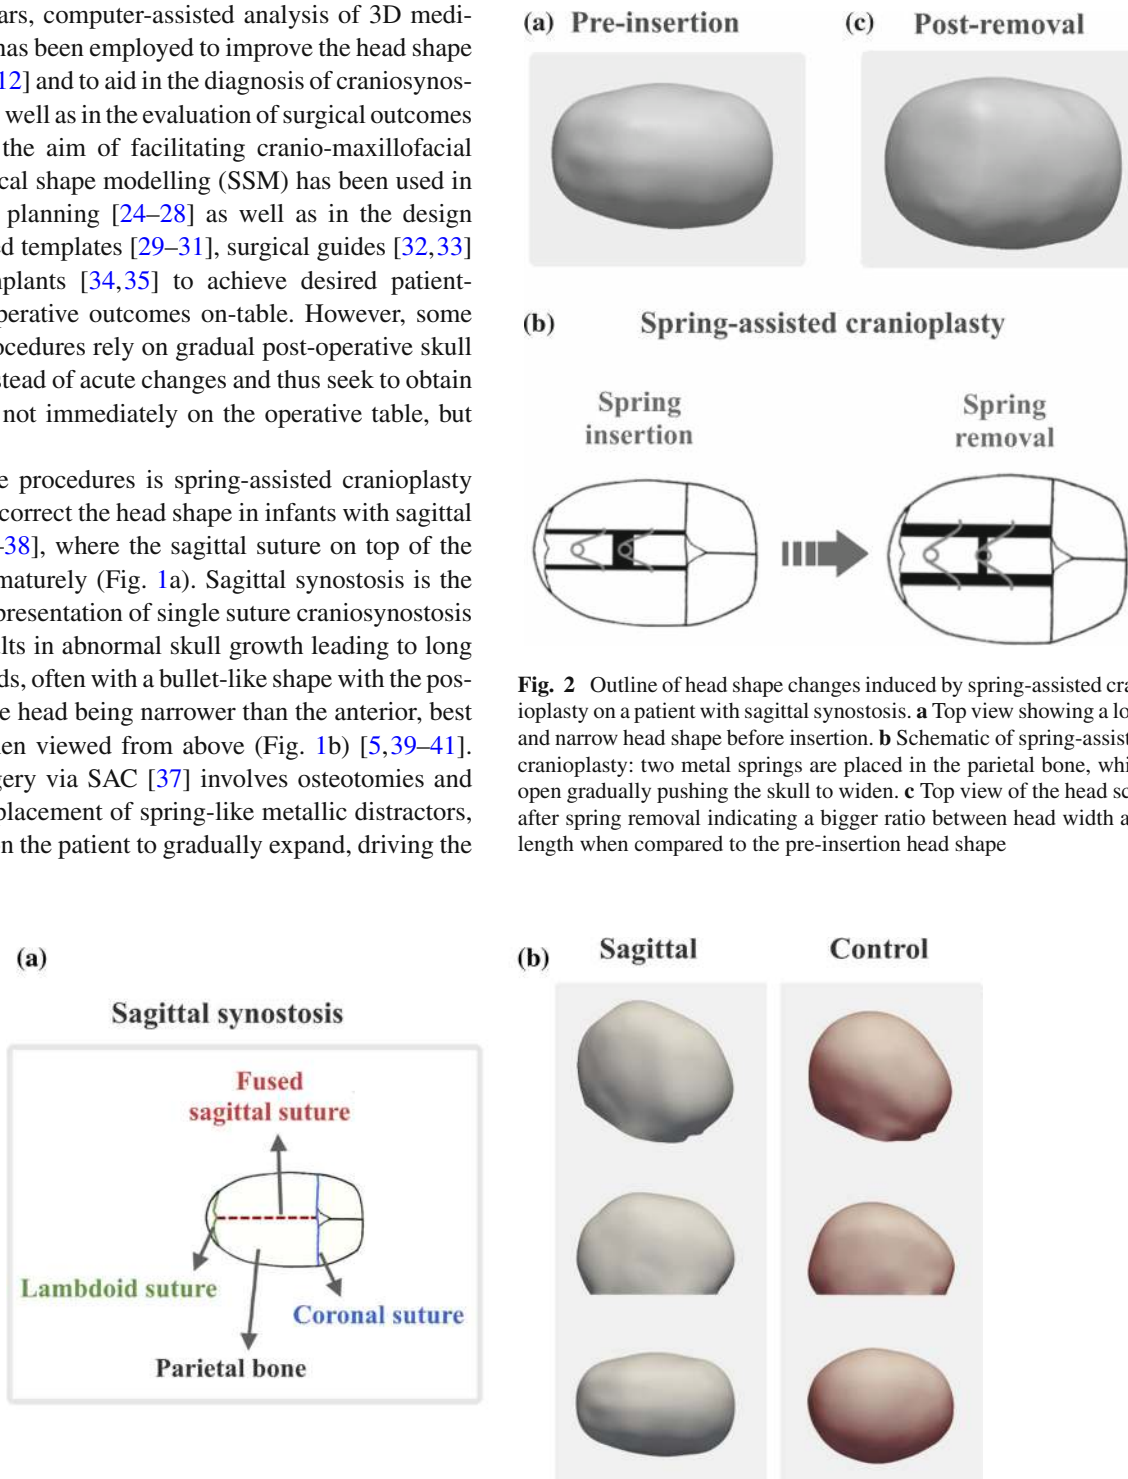 ars, computer-assisted analysis of 3D medi-
has been employed to improve the head shape
12] and to aid in the diagnosis of craniosynos-
well as in the evaluation of surgical outcomes
the aim of facilitating cranio-maxillofacial
cal shape modelling (SSM) has been used in
planning [24–28] as well as in the design
ed templates [29–31], surgical guides [32,33]
nplants [34,35] to achieve desired patient-
perative outcomes on-table. However, some
ocedures rely on gradual post-operative skull
stead of acute changes and thus seek to obtain
not immediately on the operative table, but
e procedures is spring-assisted cranioplasty
correct the head shape in infants with sagittal
–38], where the sagittal suture on top of the
maturely (Fig. 1a). Sagittal synostosis is the
presentation of single suture craniosynostosis
ults in abnormal skull growth leading to long
ds, often with a bullet-like shape with the pos-
e head being narrower than the anterior, best
hen viewed from above (Fig. 1b) [5,39–41].
gery via SAC [37] involves osteotomies and
placement of spring-like metallic distractors,
n the patient to gradually expand, driving the
(a) Pre-insertion
(c) Post-removal
(b) Spring-assisted cranioplasty
Spring
insertion
Spring
removal
Fig. 2 Outline of head shape changes induced by spring-assisted cra
ioplasty on a patient with sagittal synostosis. a Top view showing a lo
and narrow head shape before insertion. b Schematic of spring-assist
cranioplasty: two metal springs are placed in the parietal bone, whi
open gradually pushing the skull to widen. c Top view of the head sc
after spring removal indicating a bigger ratio between head width a
length when compared to the pre-insertion head shape
(a)
Sagittal synostosis
Fused
sagittal suture
Lambdoid suture
Coronal suture
Parietal bone
(b) Sagittal Control